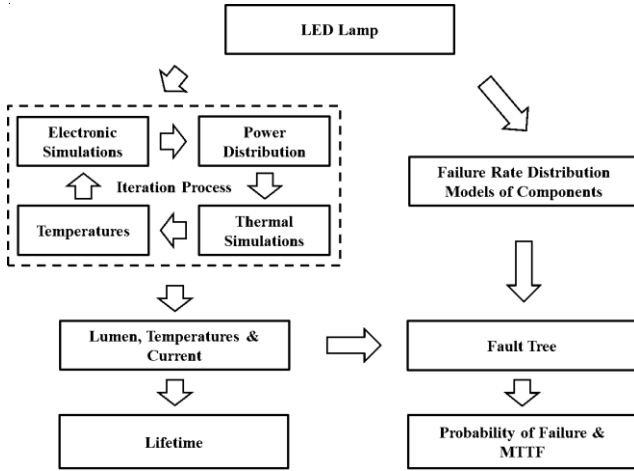 LED Lamp
Electronic
Simulations
Power
Distribution
Iteration Process
Temperatures
Thermal
Simulations
Failure Rate Distribution
Models of Components
Lumen, Temperatures &
Current
Fault Tree
Lifetime
Probability of Failure &
MTTF